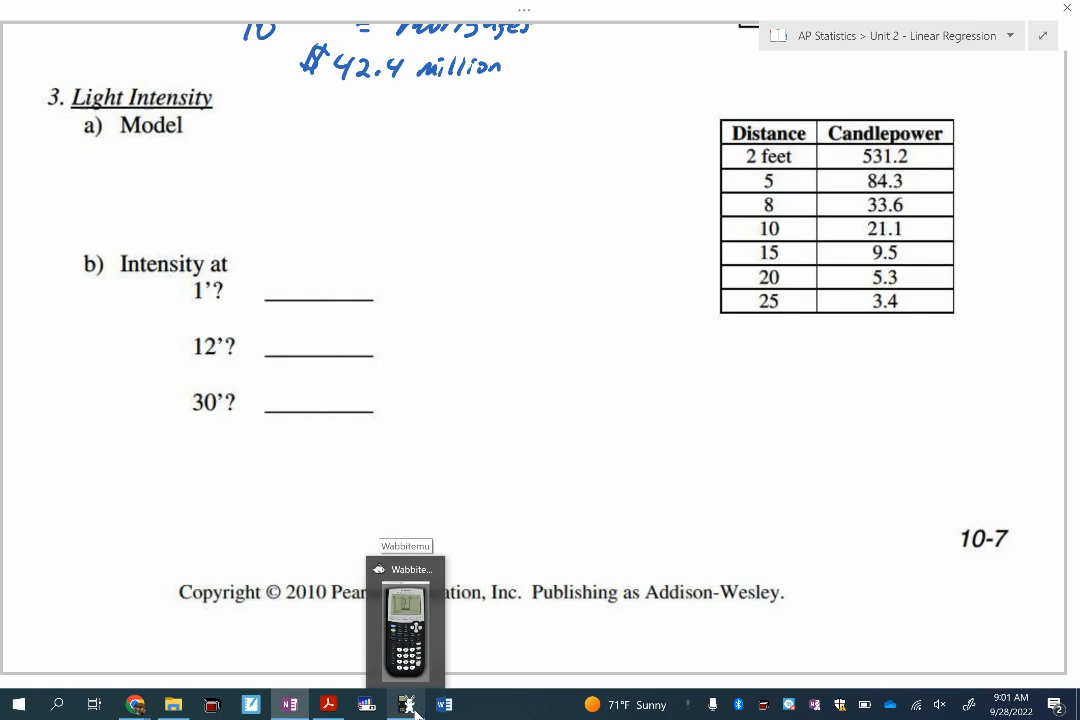 ...
AP Statistics > Unit 2 - Linear Regression
$42.4 million
3. Light Intensity
a) Model
Distance Candlepower
2 feet 531.2
5 84.3
8 33.6
10 21.1
15 9.5
20 5.3
25 3.4
b) Intensity at
1'?
12'?
30'?
10-7
Wabbitemu
Wabbite...
Copyright © 2010 Pear ation, Inc. Publishing as Addison-Wesley.
71°F Sunny
9:01 AM
9/28/2022